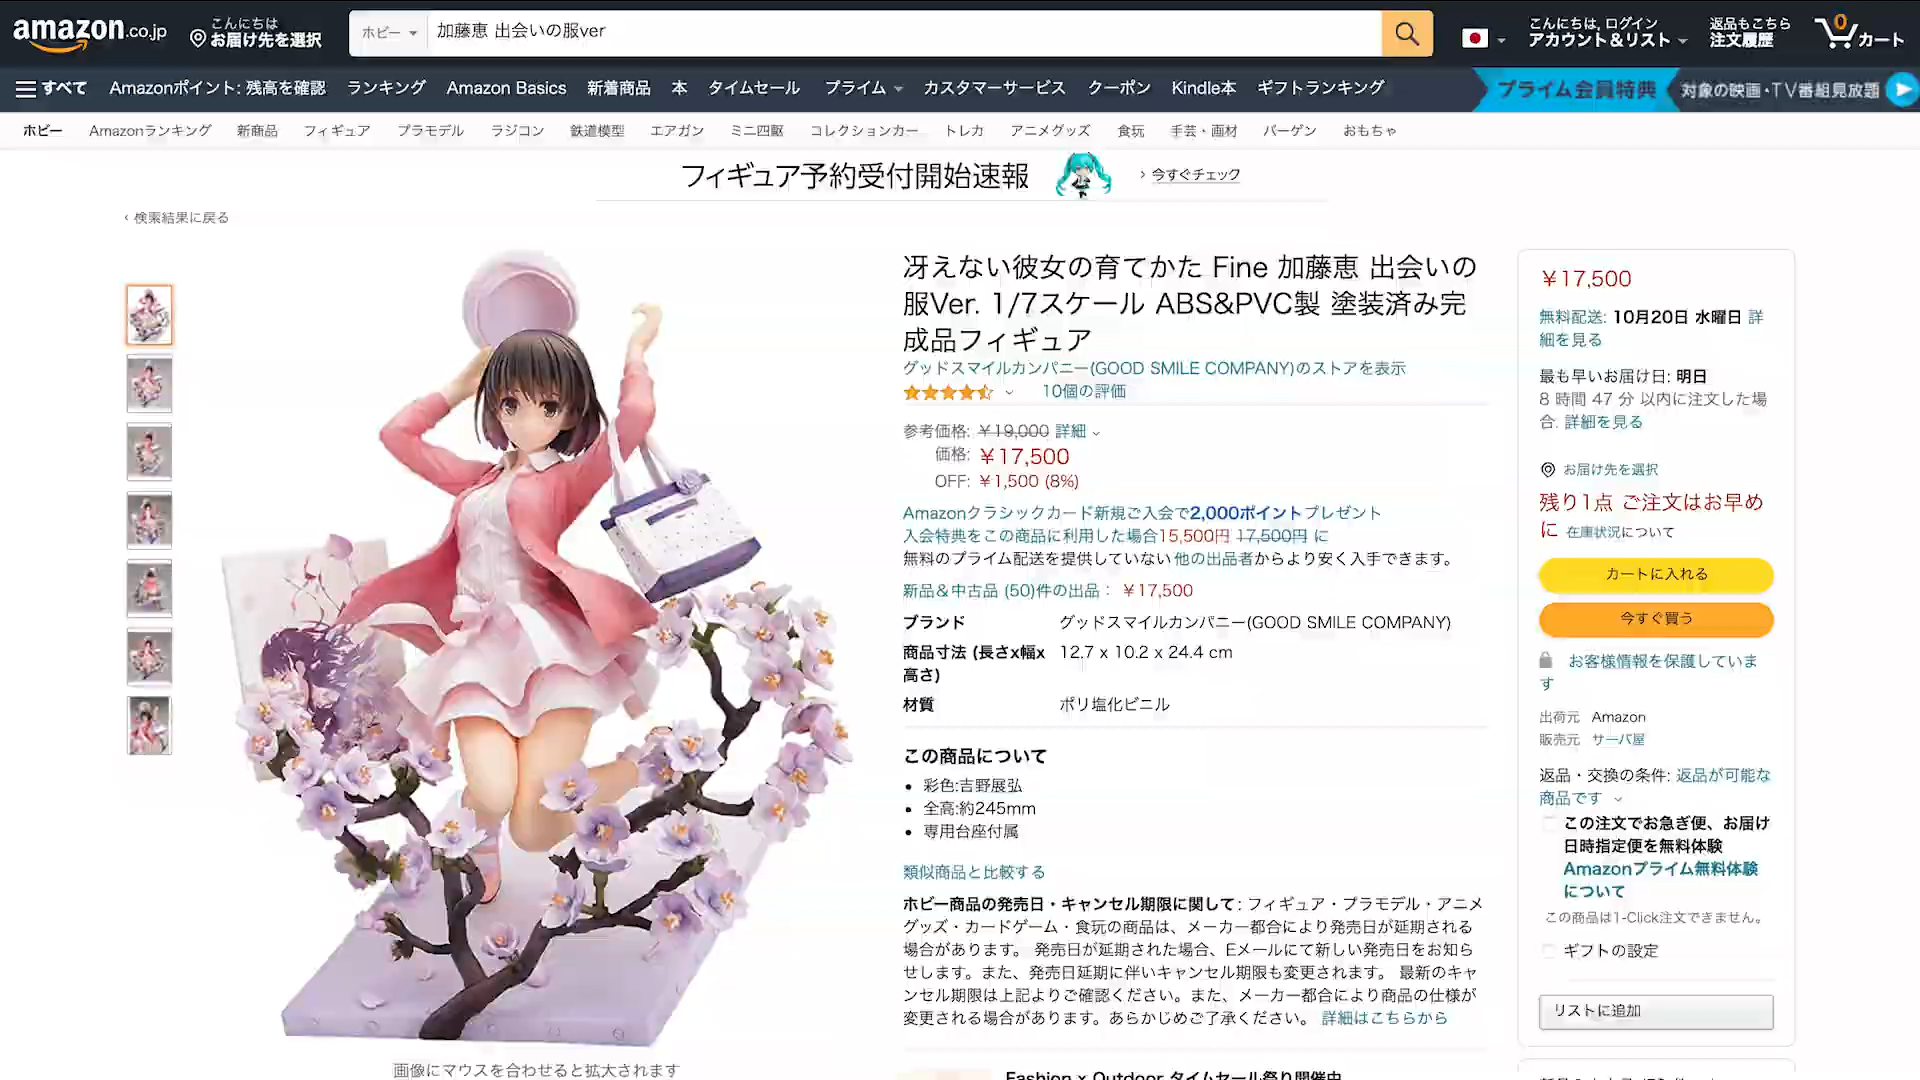 amazon.co.jp
こんにちは
お届け先を選択
ホビー
加藤恵 出会いの服ver
こんにちは, ログイン
アカウント&リスト
返品もこちら
注文履歴
0
カート
すべて
Amazonポイント: 残高を確認
ランキング
Amazon Basics
新着商品
本
タイムセール
プライム
カスタマーサービス
クーポン
Kindle本
ギフトランキング
プライム会員特典
対象の映画・TV番組見放題
ホビー
Amazonランキング
新商品
フィギュア
プラモデル
ラジコン
鉄道模型
エアガン
ミニ四駆
コレクションカー
トレカ
アニメグッズ
食玩
手芸・画材
バーゲン
おもちゃ
フィギュア予約受付開始速報
› 今すぐチェック
‹ 検索結果に戻る
冴えない彼女の育てかた Fine 加藤恵 出会いの
服Ver. 1/7スケール ABS&PVC製 塗装済み完
成品フィギュア
グッドスマイルカンパニー(GOOD SMILE COMPANY)のストアを表示
10個の評価
参考価格: ￥19,000 詳細
価格: ￥17,500
OFF: ￥1,500 (8%)
Amazonクラシックカード新規ご入会で2,000ポイントプレゼント
入会特典をこの商品に利用した場合15,500円 17,500円 に
無料のプライム配送を提供していない 他の出品者からより安く入手できます。
新品＆中古品 (50)件の出品： ￥17,500
ブランド グッドスマイルカンパニー(GOOD SMILE COMPANY)
商品寸法 (長さx幅x 12.7 x 10.2 x 24.4 cm
高さ)
材質 ポリ塩化ビニル
この商品について
• 彩色:吉野展弘
• 全高:約245mm
• 専用台座付属
類似商品と比較する
ホビー商品の発売日・キャンセル期限に関して: フィギュア・プラモデル・アニメ
グッズ・カードゲーム・食玩の商品は、メーカー都合により発売日が延期される
場合があります。 発売日が延期された場合、Eメールにて新しい発売日をお知ら
せします。また、発売日延期に伴いキャンセル期限も変更されます。 最新のキャ
ンセル期限は上記よりご確認ください。また、メーカー都合により商品の仕様が
変更される場合があります。あらかじめご了承ください。 詳細はこちらから
Fashion × Outdoor タイムセール祭り開催中
画像にマウスを合わせると拡大されます
￥17,500
無料配送: 10月20日 水曜日 詳
細を見る
最も早いお届け日: 明日
8 時間 47 分 以内に注文した場
合. 詳細を見る
お届け先を選択
残り1点 ご注文はお早め
に 在庫状況について
カートに入れる
今すぐ買う
お客様情報を保護していま
す
出荷元 Amazon
販売元 サーバ屋
返品・交換の条件: 返品が可能な
商品です
この注文でお急ぎ便、お届け
日時指定便を無料体験
Amazonプライム無料体験
について
この商品は1-Click注文できません。
ギフトの設定
リストに追加